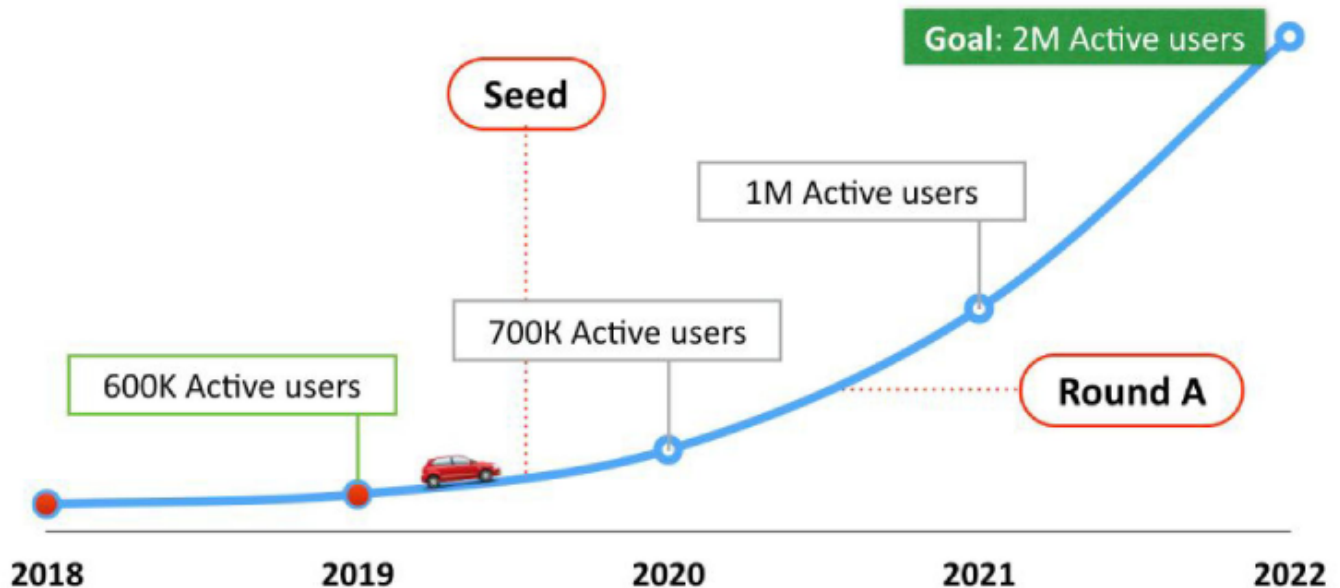 Goal: 2M Active users
Seed
1M Active users
700K Active users
600K Active users
Round A
2018 2019 2020 2021 2022